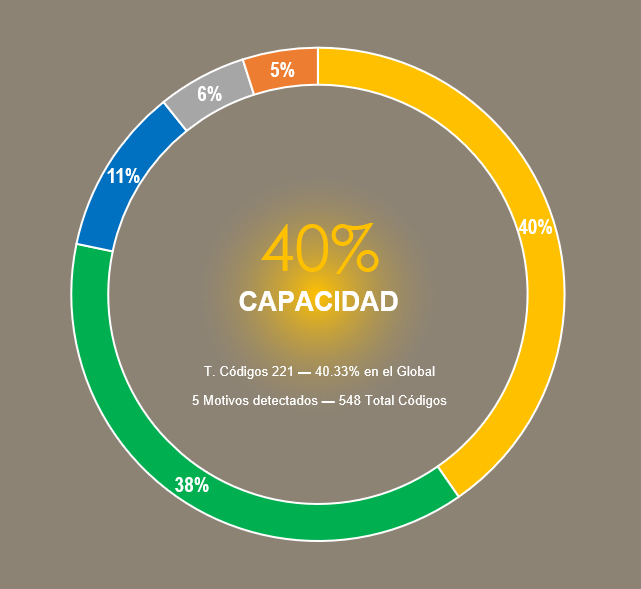 5%
6%
11%
40%
40%
CAPACIDAD
T. Códigos 221 — 40.33% en el Global
5 Motivos detectados — 548 Total Códigos
38%